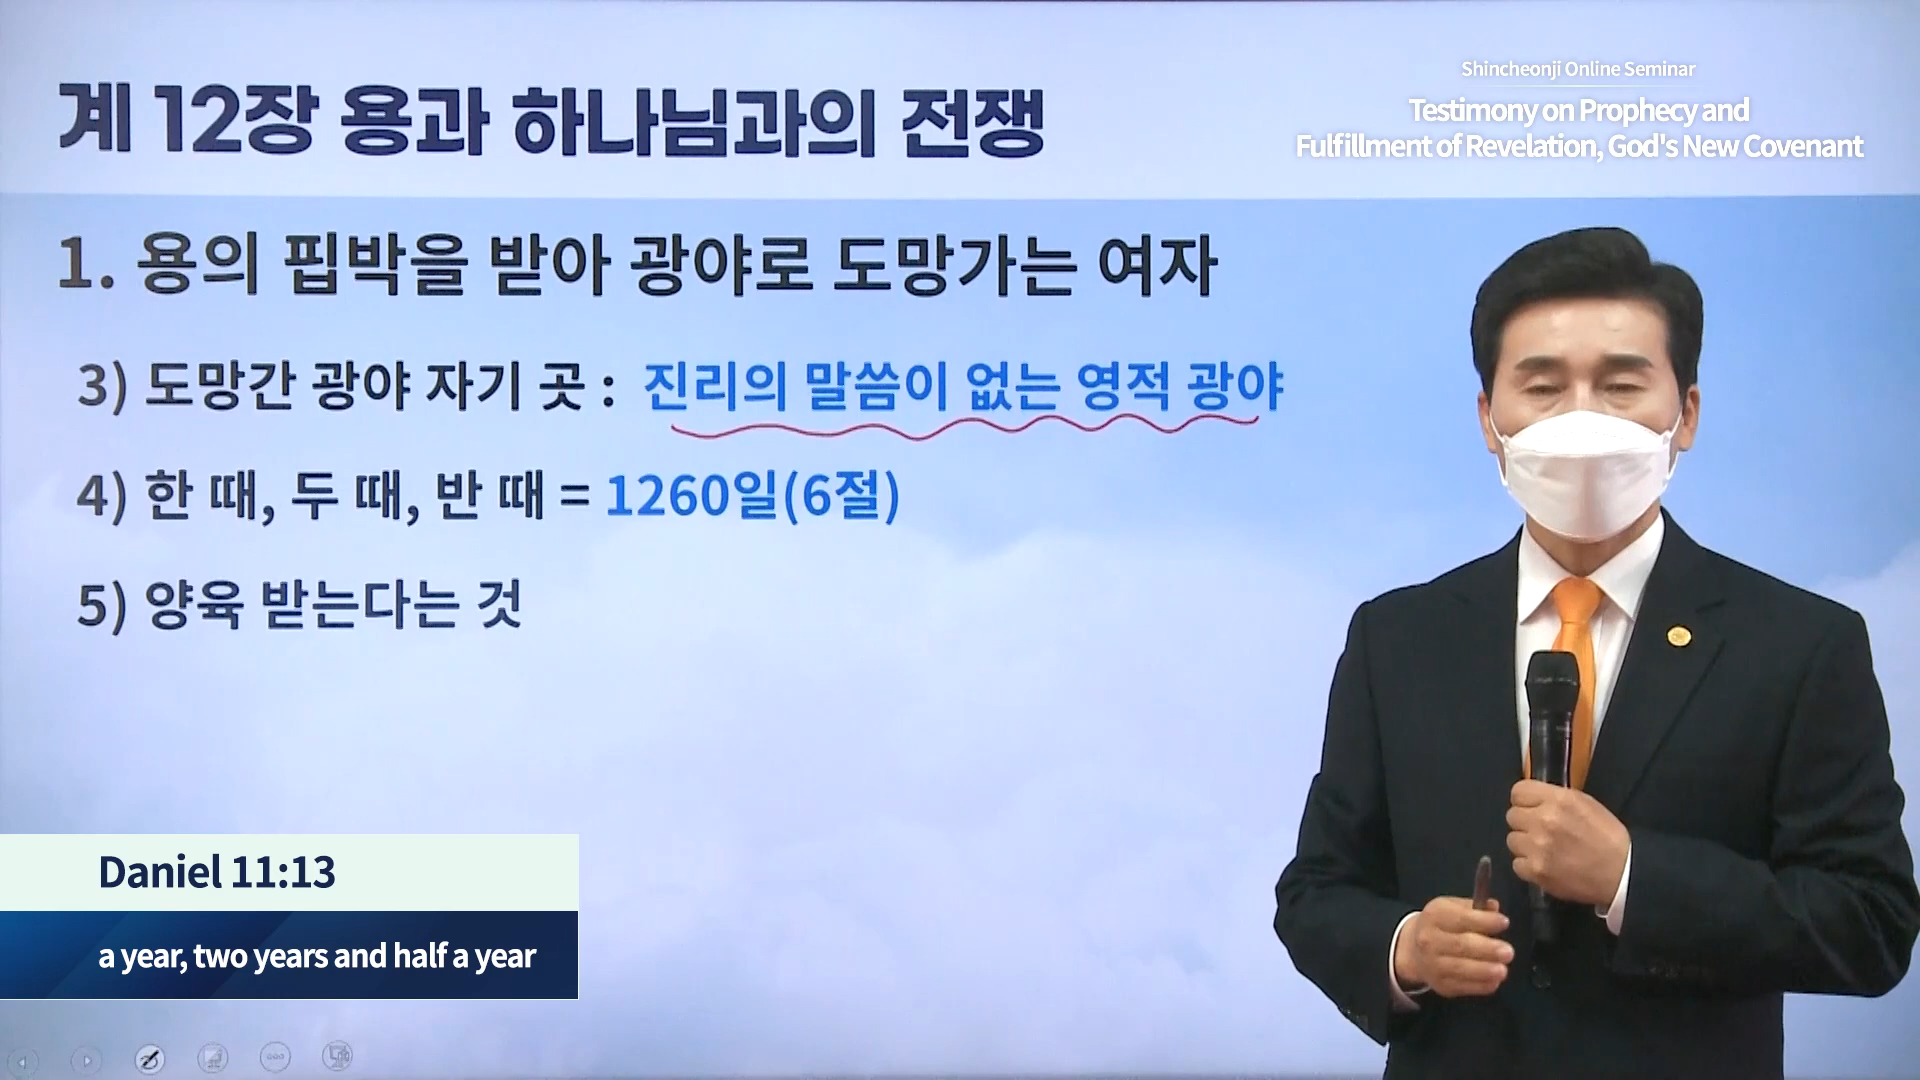 계 12장 용과 하나님과의 전쟁
Shincheonji Online Seminar
Testimony on Prophecy and
Fulfillment of Revelation, God's New Covenant
1. 용의 핍박을 받아 광야로 도망가는 여자
3) 도망간 광야 자기 곳 : 진리의 말씀이 없는 영적 광야
4) 한 때, 두 때, 반 때 = 1260일(6절)
5) 양육 받는다는 것
Daniel 11:13
a year, two years and half a year